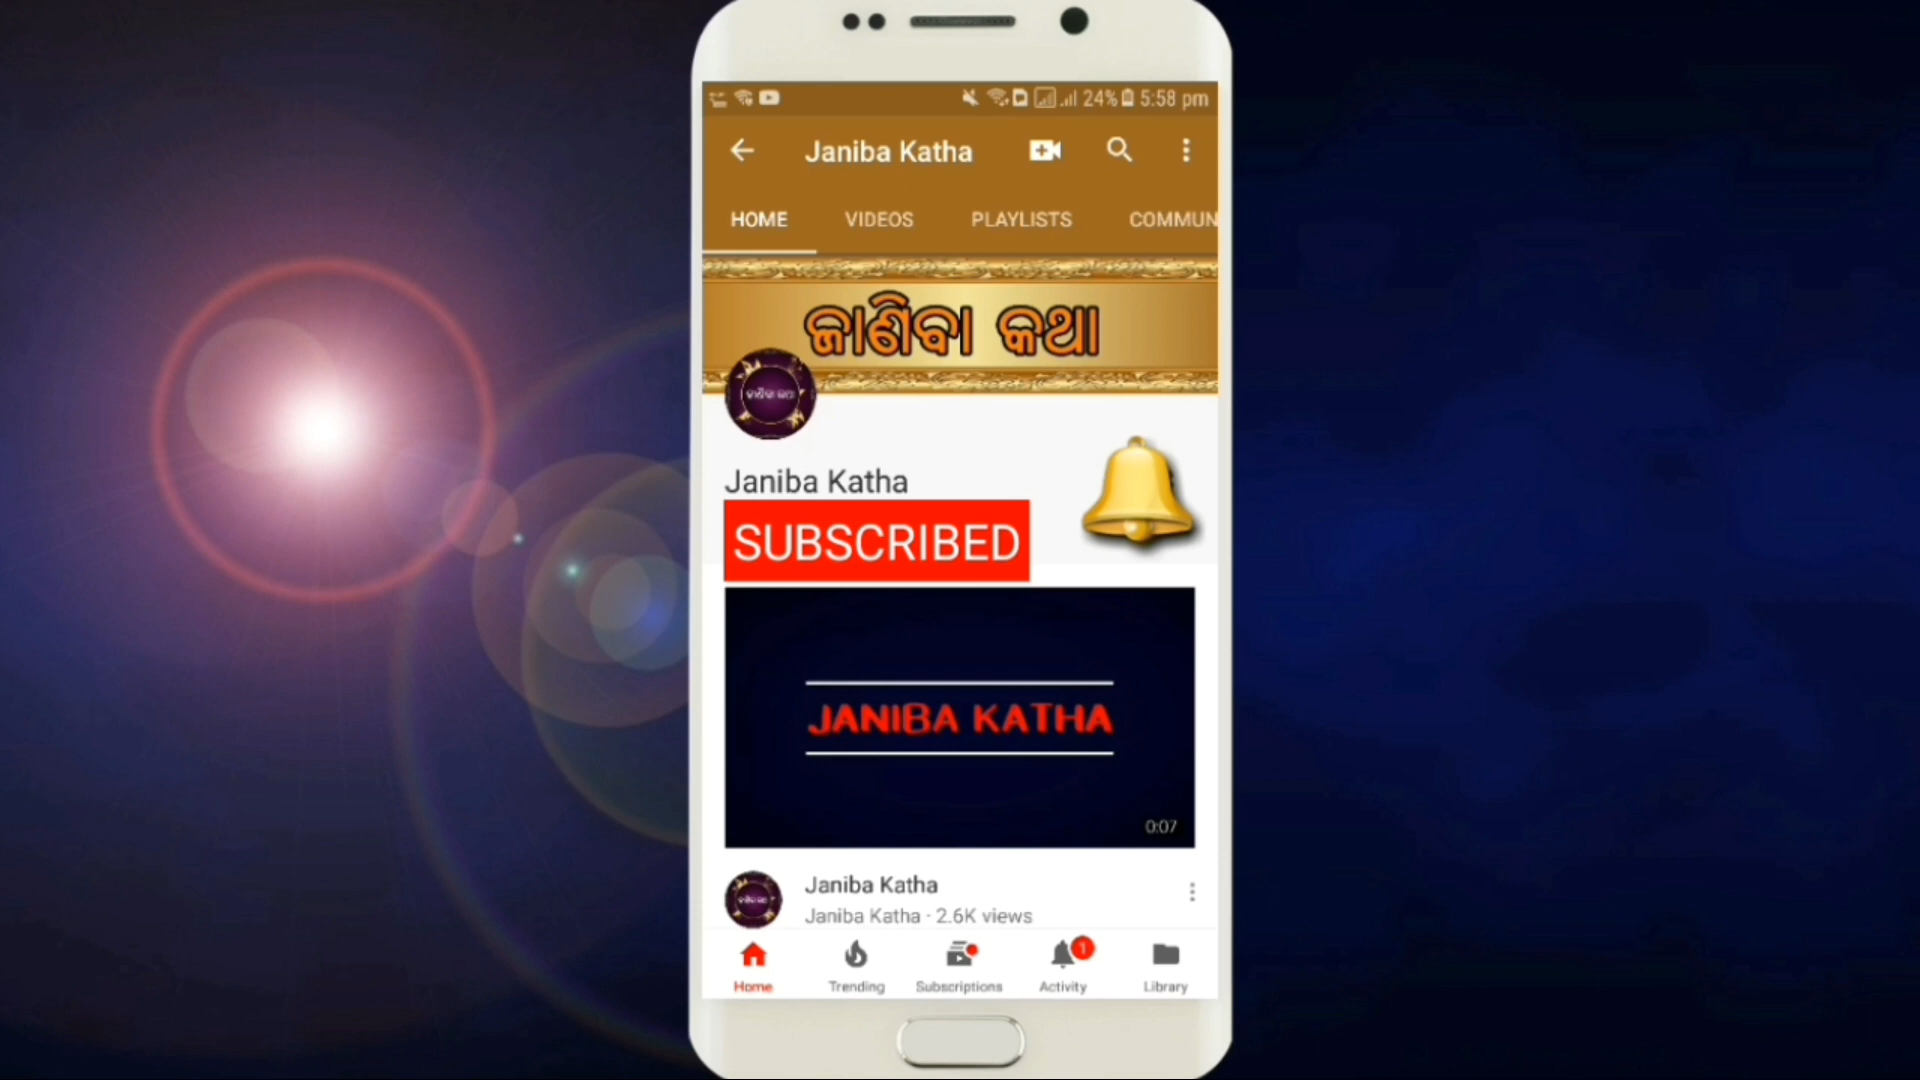 24% 5:58 pm
Janiba Katha
HOME VIDEOS PLAYLISTS COMMUN
ଜାଣିବା କଥା
ଜାଣିବା କଥା
Janiba Katha
SUBSCRIBED
JANIBA KATHA
0:07
Janiba Katha
Janiba Katha · 2.6K views
1
Home Trending Subscriptions Activity Library